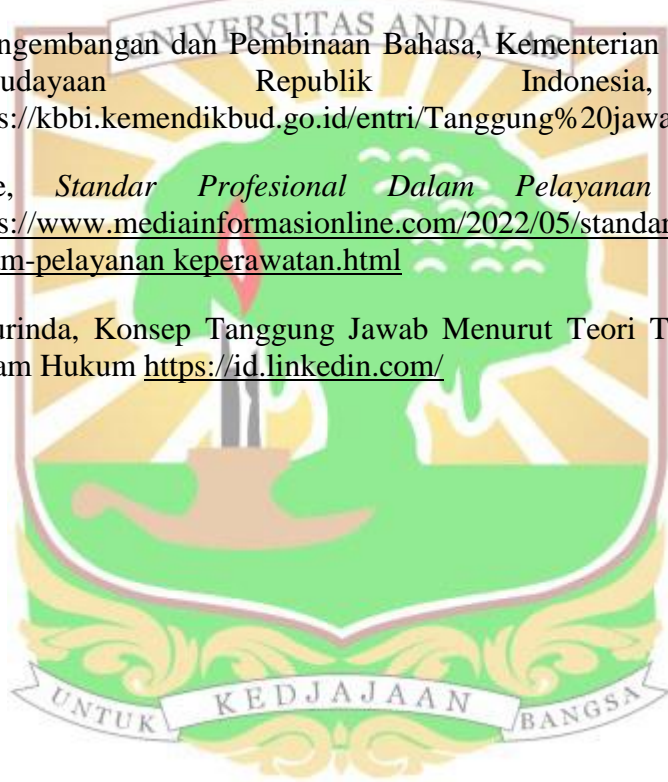 UNIVERSITAS ANDALAS
ngembangan dan Pembinaan Bahasa, Kementerian
udayaan Republik Indonesia,
s://kbbi.kemendikbud.go.id/entri/Tanggung%20jawa
e, Standar Profesional Dalam Pelayanan
s://www.mediainformasionline.com/2022/05/standar
m-pelayanan keperawatan.html
urinda, Konsep Tanggung Jawab Menurut Teori T
am Hukum https://id.linkedin.com/
UNTUK KEDJAJAAN BANGSA